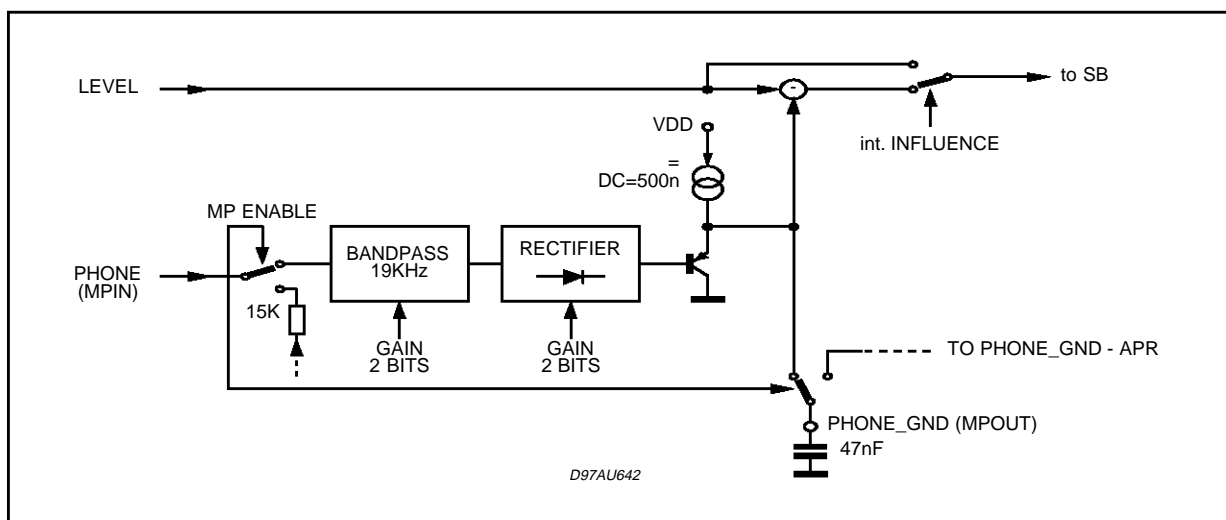 LEVEL
-
to SB
VDD
int. INFLUENCE
=
DC=500n
MP ENABLE
BANDPASS
19KHz
RECTIFIER
PHONE
(MPIN)
15K
GAIN
2 BITS
GAIN
2 BITS
TO PHONE_GND - APR
PHONE_GND (MPOUT)
47nF
D97AU642